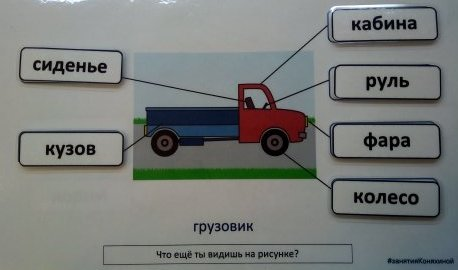 кабина
сиденье
руль
кузов
фара
колесо
грузовик
Что ещё ты видишь на рисунке?
#занятияКоняхиной